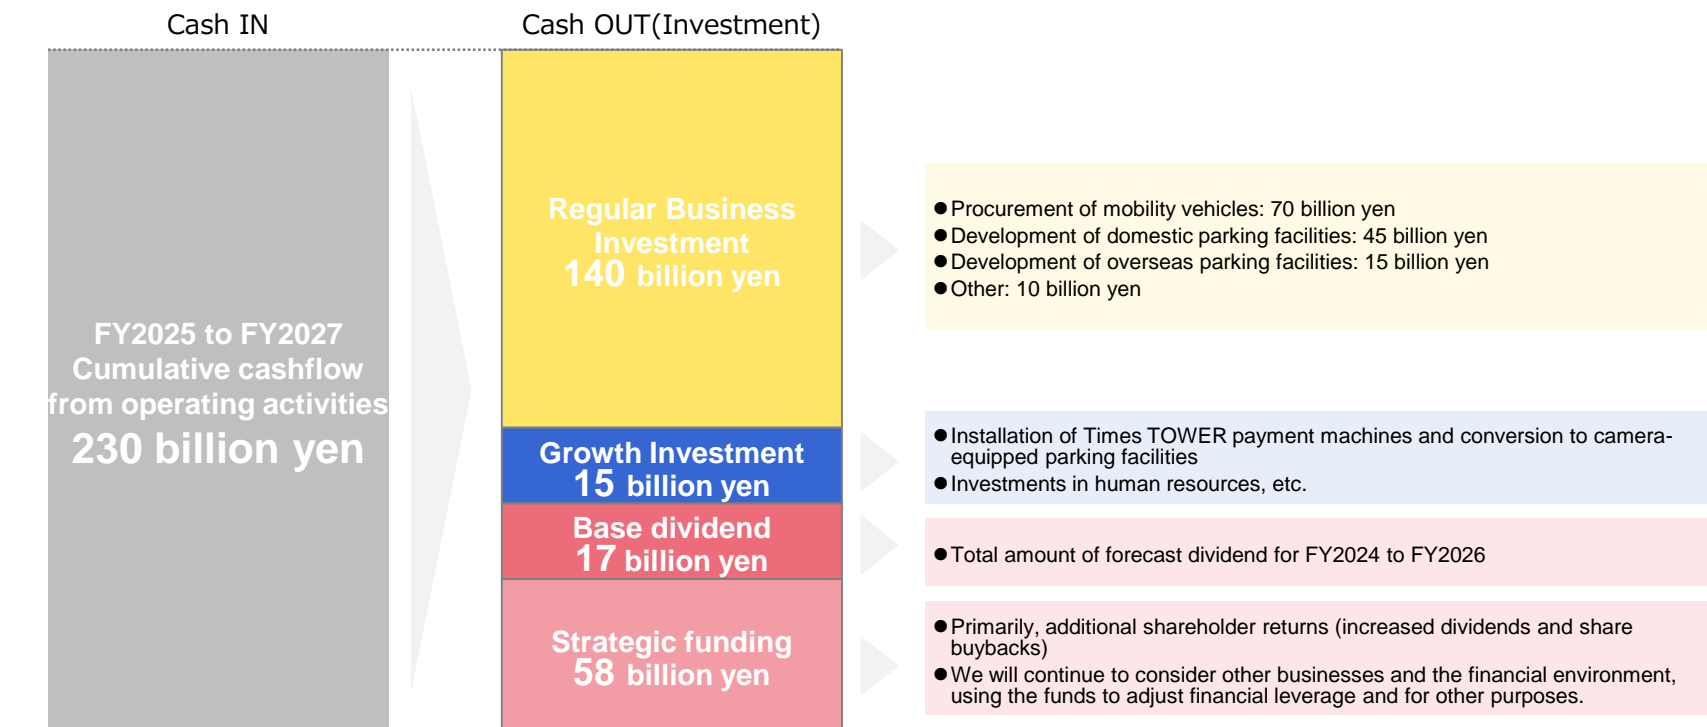 Cash IN
Cash OUT(Investment)
FY2025 to FY2027
Cumulative cashflow
from operating activities
230 billion yen
Regular Business
Investment
140 billion yen
●Procurement of mobility vehicles: 70 billion yen
●Development of domestic parking facilities: 45 billion yen
●Development of overseas parking facilities: 15 billion yen
●Other: 10 billion yen
Growth Investment
15 billion yen
●Installation of Times TOWER payment machines and conversion to camera-
equipped parking facilities
●Investments in human resources, etc.
Base dividend
17 billion yen
●Total amount of forecast dividend for FY2024 to FY2026
Strategic funding
58 billion yen
●Primarily, additional shareholder returns (increased dividends and share
buybacks)
●We will continue to consider other businesses and the financial environment,
using the funds to adjust financial leverage and for other purposes.